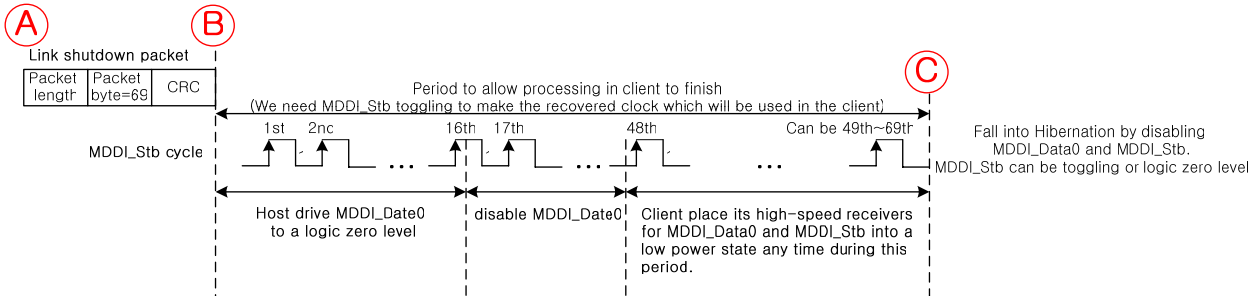 A
B
C
Link shutdown packet
Packet length
Packet byte=69
CRC
Period to allow processing in client to finish
(We need MDDI_Stb toggling to make the recovered clock which will be used in the client)
1st
2nc
16th
17th
48th
Can be 49th~69th
MDDI_Stb cycle
Fall into Hibernation by disabling
MDDI_Data0 and MDDI_Stb.
MDDI_Stb can be toggling or logic zero level
Host drive MDDI_Date0
to a logic zero level
disable MDDI_Date0
Client place its high-speed receivers
for MDDI_Data0 and MDDI_Stb into a
low power state any time during this
period.